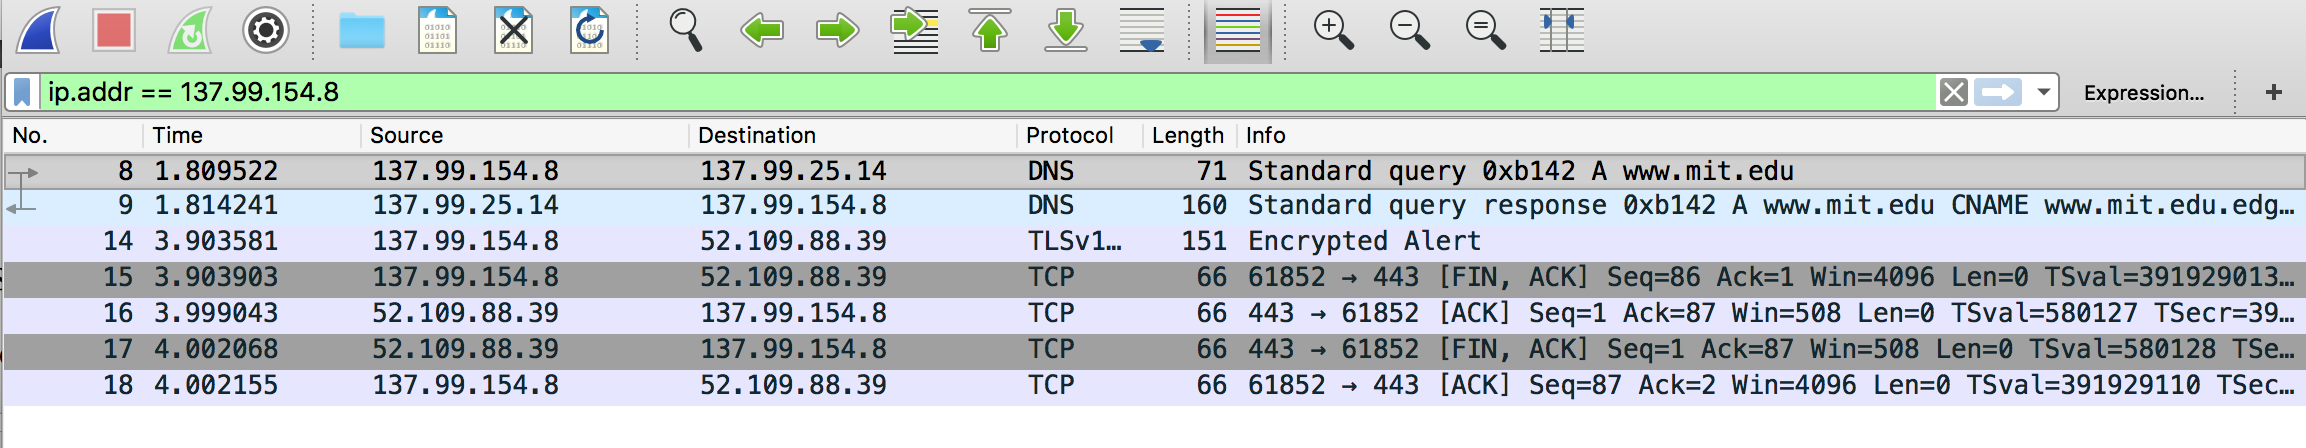 ip.addr == 137.99.154.8 Expression... +
No. Time Source Destination Protocol Length Info
8 1.809522 137.99.154.8 137.99.25.14 DNS 71 Standard query 0xb142 A www.mit.edu
9 1.814241 137.99.25.14 137.99.154.8 DNS 160 Standard query response 0xb142 A www.mit.edu CNAME www.mit.edu.edg…
14 3.903581 137.99.154.8 52.109.88.39 TLSv1… 151 Encrypted Alert
15 3.903903 137.99.154.8 52.109.88.39 TCP 66 61852 → 443 [FIN, ACK] Seq=86 Ack=1 Win=4096 Len=0 TSval=391929013…
16 3.999043 52.109.88.39 137.99.154.8 TCP 66 443 → 61852 [ACK] Seq=1 Ack=87 Win=508 Len=0 TSval=580127 TSecr=39…
17 4.002068 52.109.88.39 137.99.154.8 TCP 66 443 → 61852 [FIN, ACK] Seq=1 Ack=87 Win=508 Len=0 TSval=580128 TSe…
18 4.002155 137.99.154.8 52.109.88.39 TCP 66 61852 → 443 [ACK] Seq=87 Ack=2 Win=4096 Len=0 TSval=391929110 TSec…